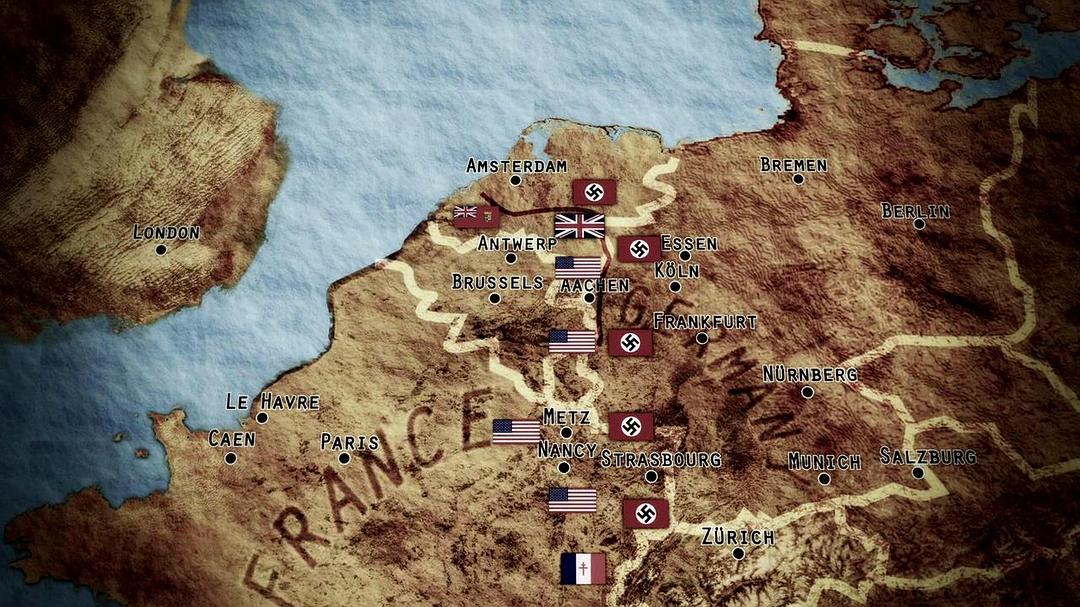 Amsterdam
Bremen
Berlin
London
Antwerp
Essen
Köln
Brussels
Aachen
Frankfurt
GERMAN
Nürnberg
Le Havre
Metz
Caen
Paris
Nancy
Strasbourg
Munich
Salzburg
FRANCE
Zürich